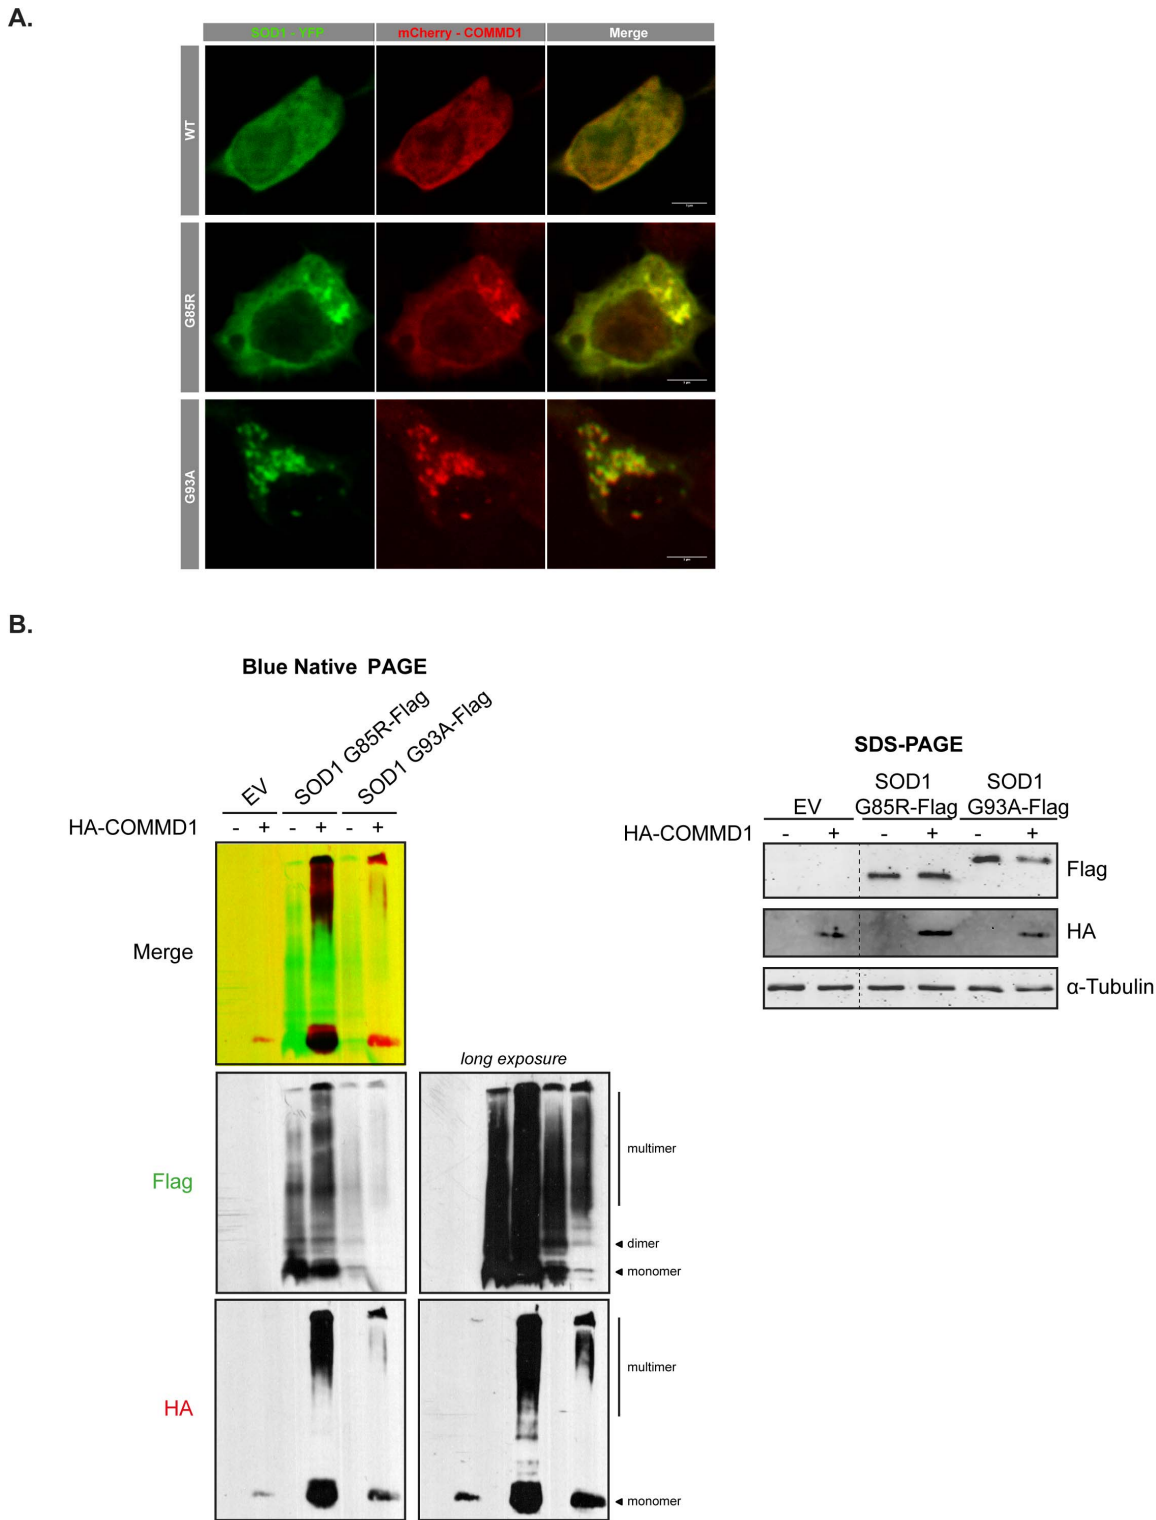 A.
SOD1 - YFP
mCherry - COMMD1
Merge
WT
G85R
G93A
B.
Blue Native PAGE
EV
SOD1 G85R-Flag
SOD1 G93A-Flag
HA-COMMD1
- + - + - +
Merge
Flag
HA
long exposure
multimer
dimer
monomer
multimer
monomer
SDS-PAGE
EV
SOD1
G85R-Flag
SOD1
G93A-Flag
HA-COMMD1
- + - + - +
Flag
HA
α-Tubulin